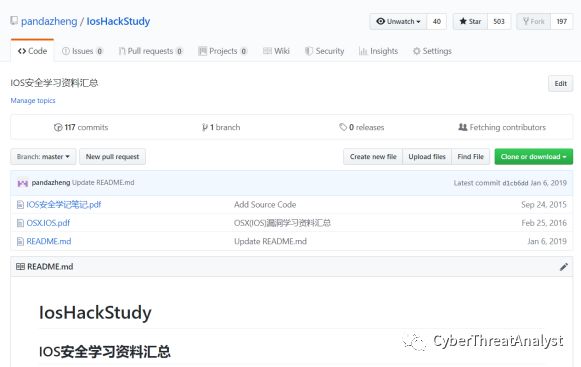 pandazheng / IosHackStudy
Unwatch 40 Star 503 Fork 197
Code Issues 0 Pull requests 0 Projects 0 Wiki Security Insights Settings
IOS安全学习资料汇总 Edit
Manage topics
117 commits 1 branch 0 releases Fetching contributors
Branch: master New pull request Create new file Upload files Find File Clone or download
pandazheng Update README.md Latest commit d1cb6dd Jan 6, 2019
IOS安全学记笔记.pdf Add Source Code Sep 24, 2015
OSX.IOS.pdf OSX(IOS)漏洞学习资料汇总 Feb 25, 2016
README.md Update README.md Jan 6, 2019
README.md
IosHackStudy
IOS安全学习资料汇总
CyberThreatAnalyst